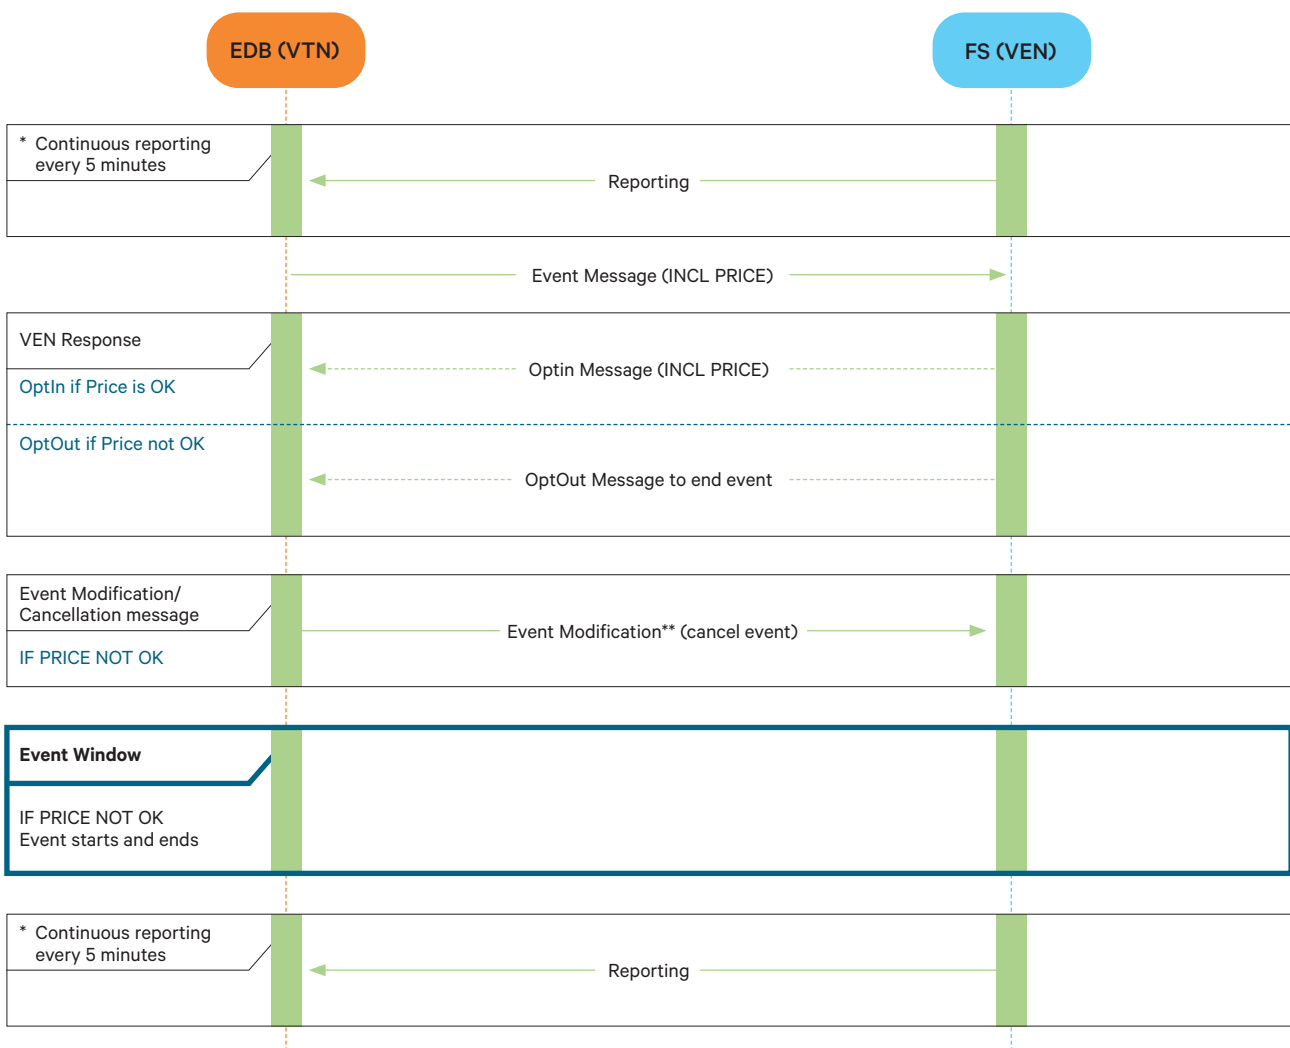 EDB (VTN)
FS (VEN)
* Continuous reporting
every 5 minutes
Reporting
Event Message (INCL PRICE)
VEN Response
Optin Message (INCL PRICE)
OptIn if Price is OK
OptOut if Price not OK
OptOut Message to end event
Event Modification/
Cancellation message
Event Modification** (cancel event)
IF PRICE NOT OK
Event Window
IF PRICE NOT OK
Event starts and ends
* Continuous reporting
every 5 minutes
Reporting